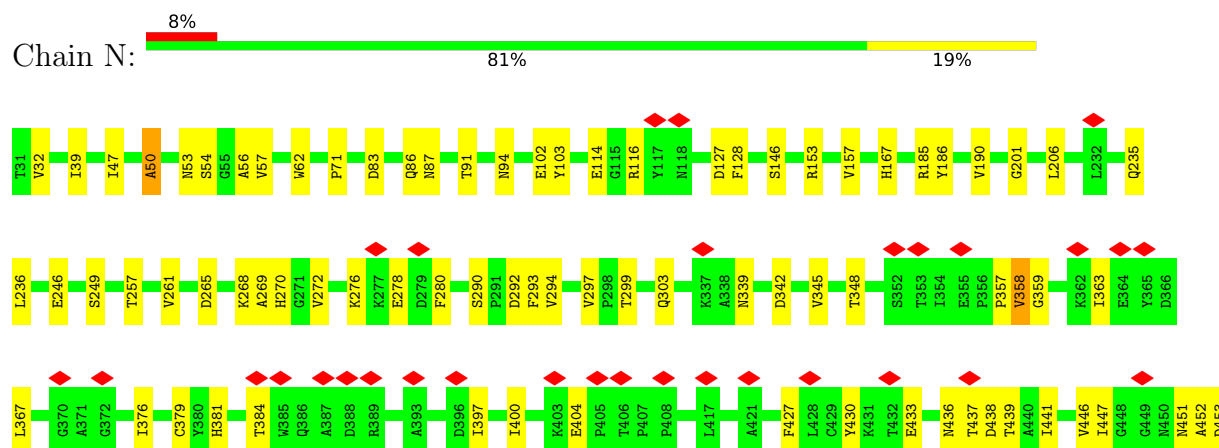 8%
Chain N:
81% 19%
T31 V32 I39 I47 A50 N53 S54 G55 A56 V57 W62 P71 D83 Q86 N87 T91 N94 E102 Y103 E114 G115 R116 Y117 N118 D127 F128 S146 R153 V157 H167 R185 Y186 V190 G201 L206 L232 Q235
L236 E246 S249 T257 V261 D265 K268 A269 H270 G271 V272 K276 K277 E278 D279 F280 S290 P291 D292 F293 V294 V297 P298 T299 Q303 K337 A338 N339 D342 V345 T348 S352 T353 I354 E355 P356 P357 V358 G359 K362 I363 E364 Y365 D366
L367 G370 A371 G372 I376 C379 Y380 H381 T384 W385 Q386 A387 D388 R389 A393 D396 I397 I400 K403 E404 P405 T406 P407 P408 L417 A421 F427 L428 C429 Y430 K431 T432 E433 N436 T437 D438 T439 A440 I441 V446 I447 G448 G449 N450 N451 A452